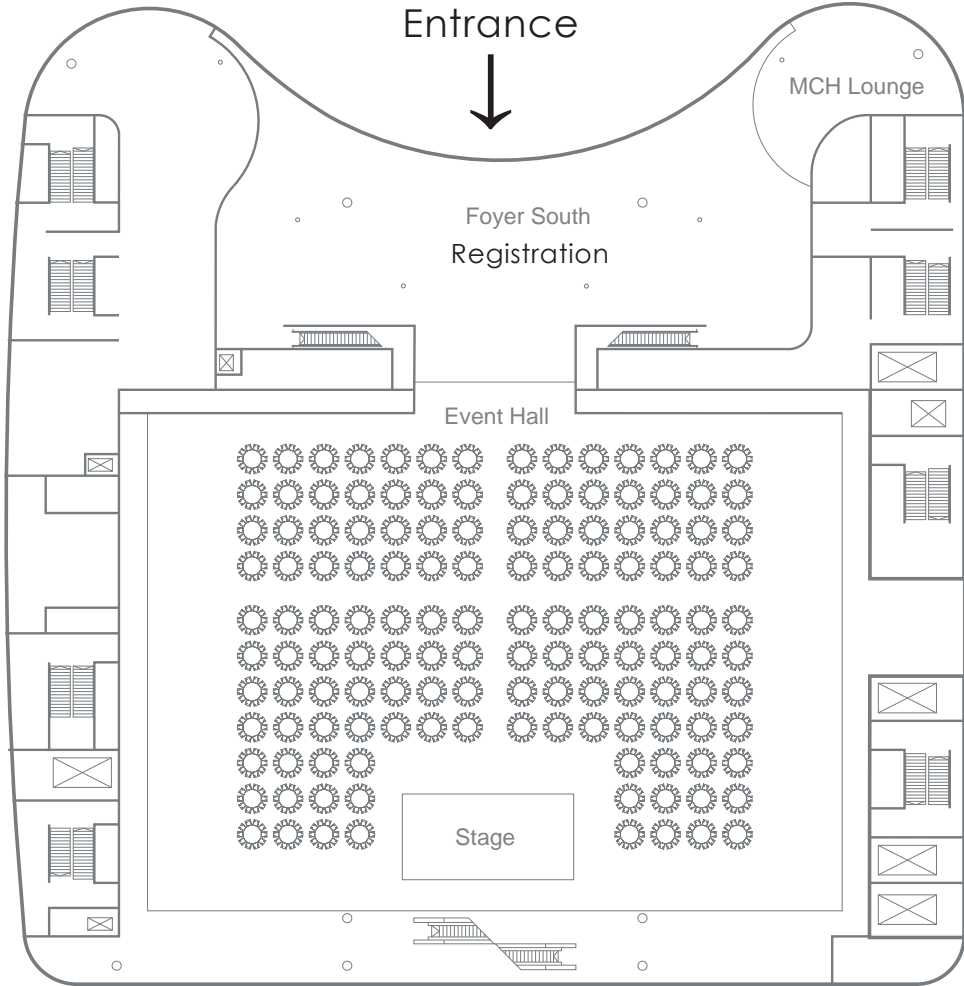 Entrance
MCH Lounge
Foyer South
Registration
Event Hall
Stage